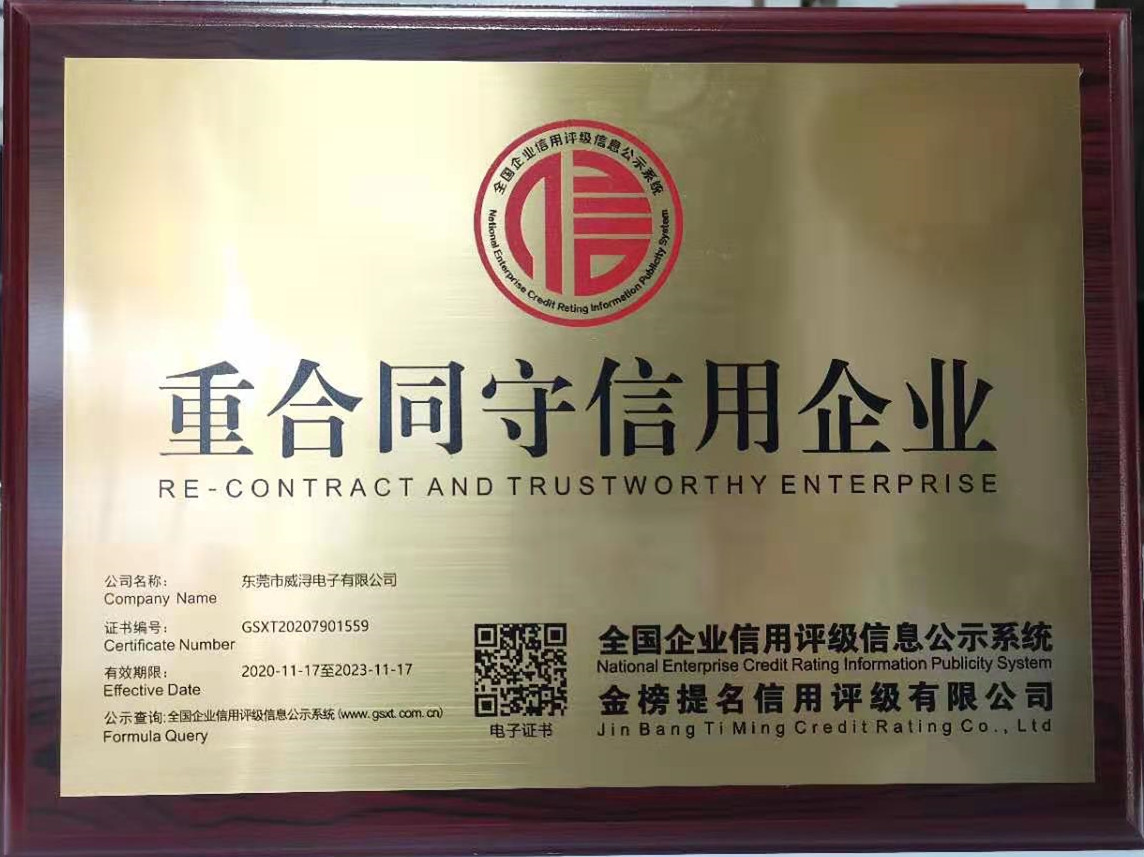 全国企业信用评级信息公示系统
National Enterprise Credit Rating Information Publicity System
信
重合同守信用企业
RE-CONTRACT AND TRUSTWORTHY ENTERPRISE
公司名称: 东莞市威浔电子有限公司
Company Name
证书编号: GSXT20207901559
Certificate Number
有效期限: 2020-11-17至2023-11-17
Effective Date
公示查询:全国企业信用评级信息公示系统(www.gsxt.com.cn)
Formula Query
电子证书
全国企业信用评级信息公示系统
National Enterprise Credit Rating Information Publicity System
金榜提名信用评级有限公司
Jin Bang Ti Ming Credit Rating Co., Ltd